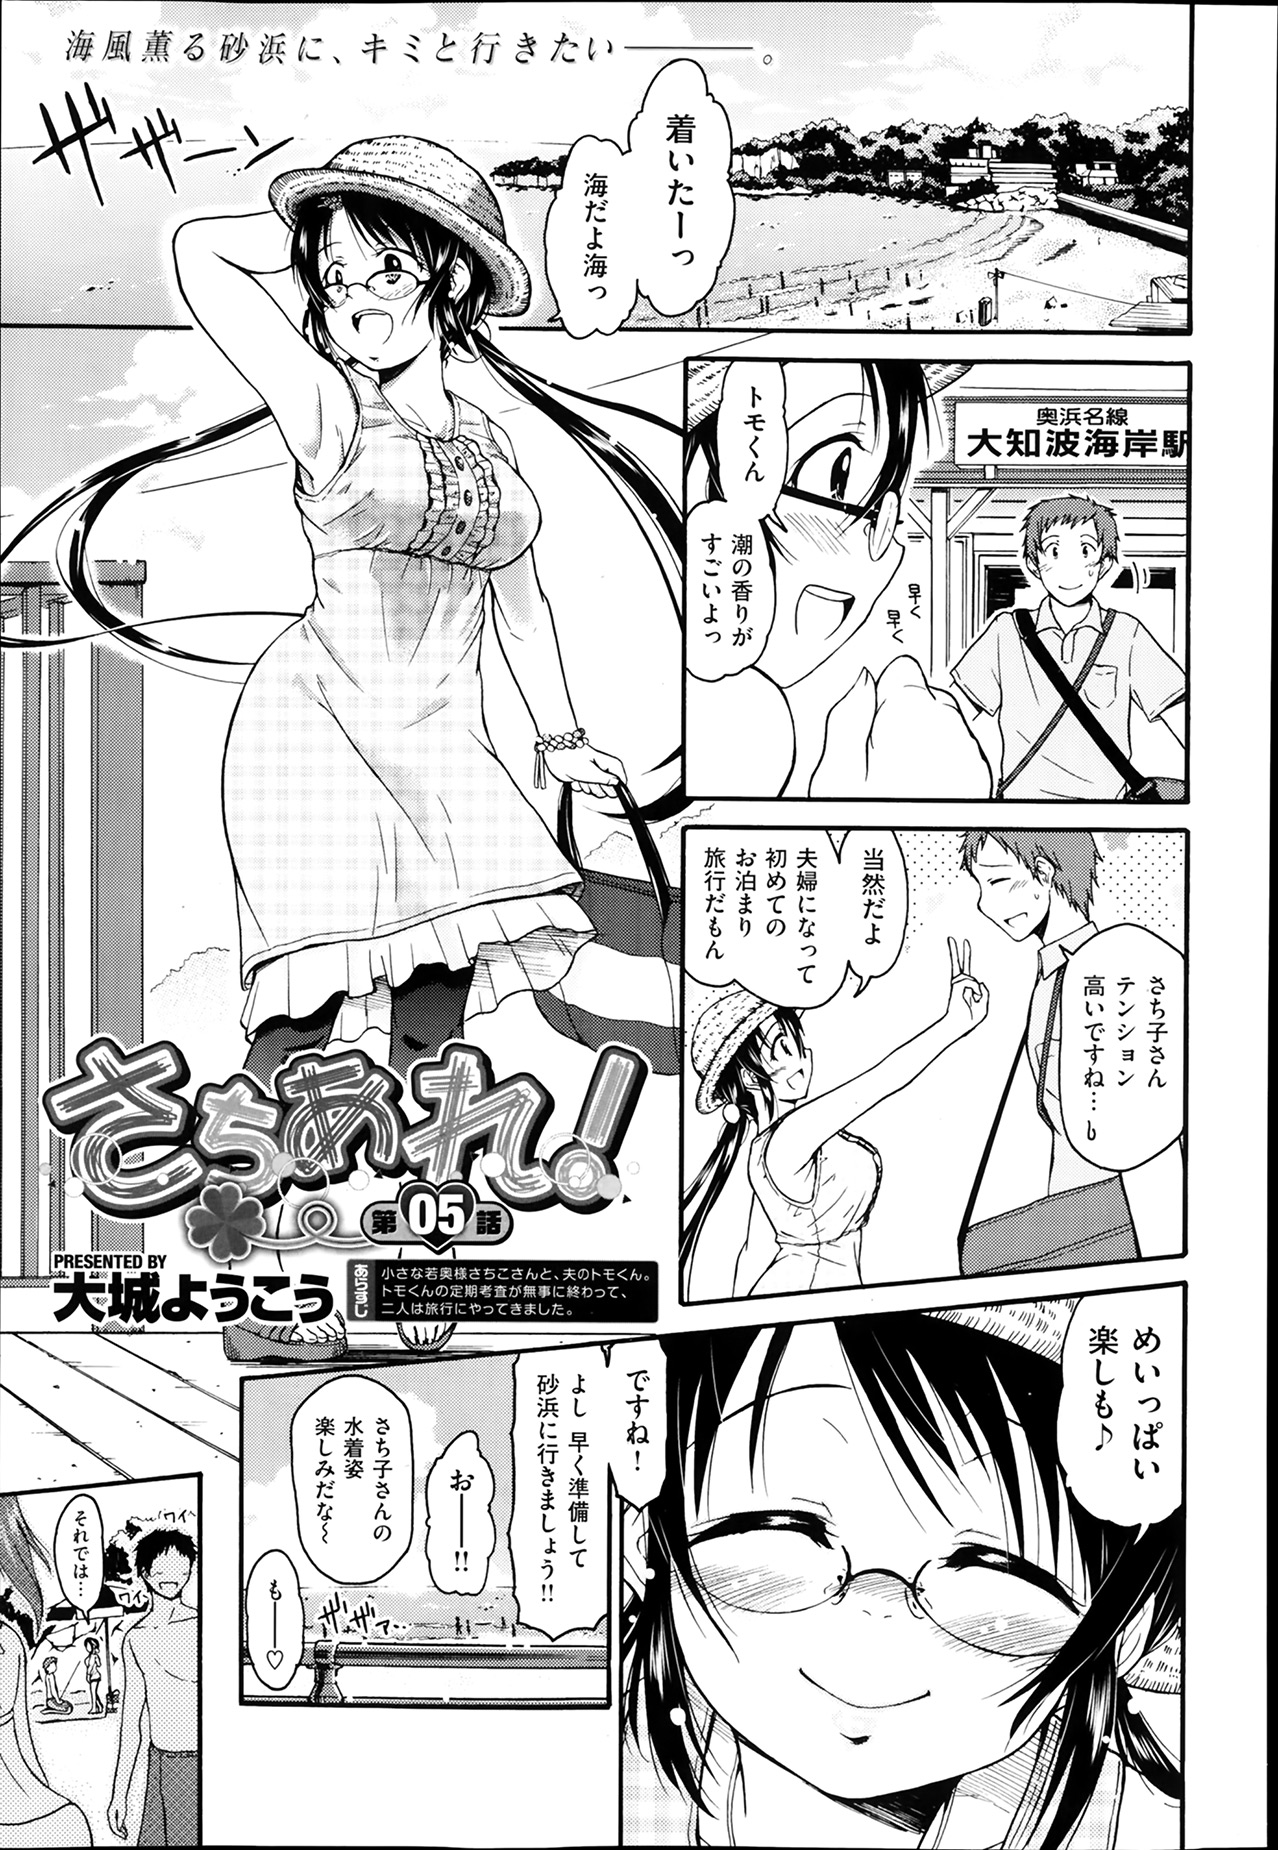 海風薫る砂浜に、キミと行きたい――――。
着いたーっ
海だよ海っ
ザザザーン
奥浜名線
大知波海岸駅
トモくん
潮の香りが
すごいよっ
早く
早く
さち子さん
テンション
高いですね…
当然だよ
夫婦になって
初めての
お泊まり
旅行だもん
さちあれ!
第05話
PRESENTED BY
大城ようこう
あらすじ
小さな若奥様さちこさんと、夫のトモくん。
トモくんの定期考査が無事に終わって、
二人は旅行にやってきました。
めいっぱい
楽しも♪
ですね!
よし 早く準備して
砂浜に行きましょう!!
おーー!!
さち子さんの
水着姿
楽しみだな〜
もーー♡
ざざァ…
ワイ
ワイ
それでは…